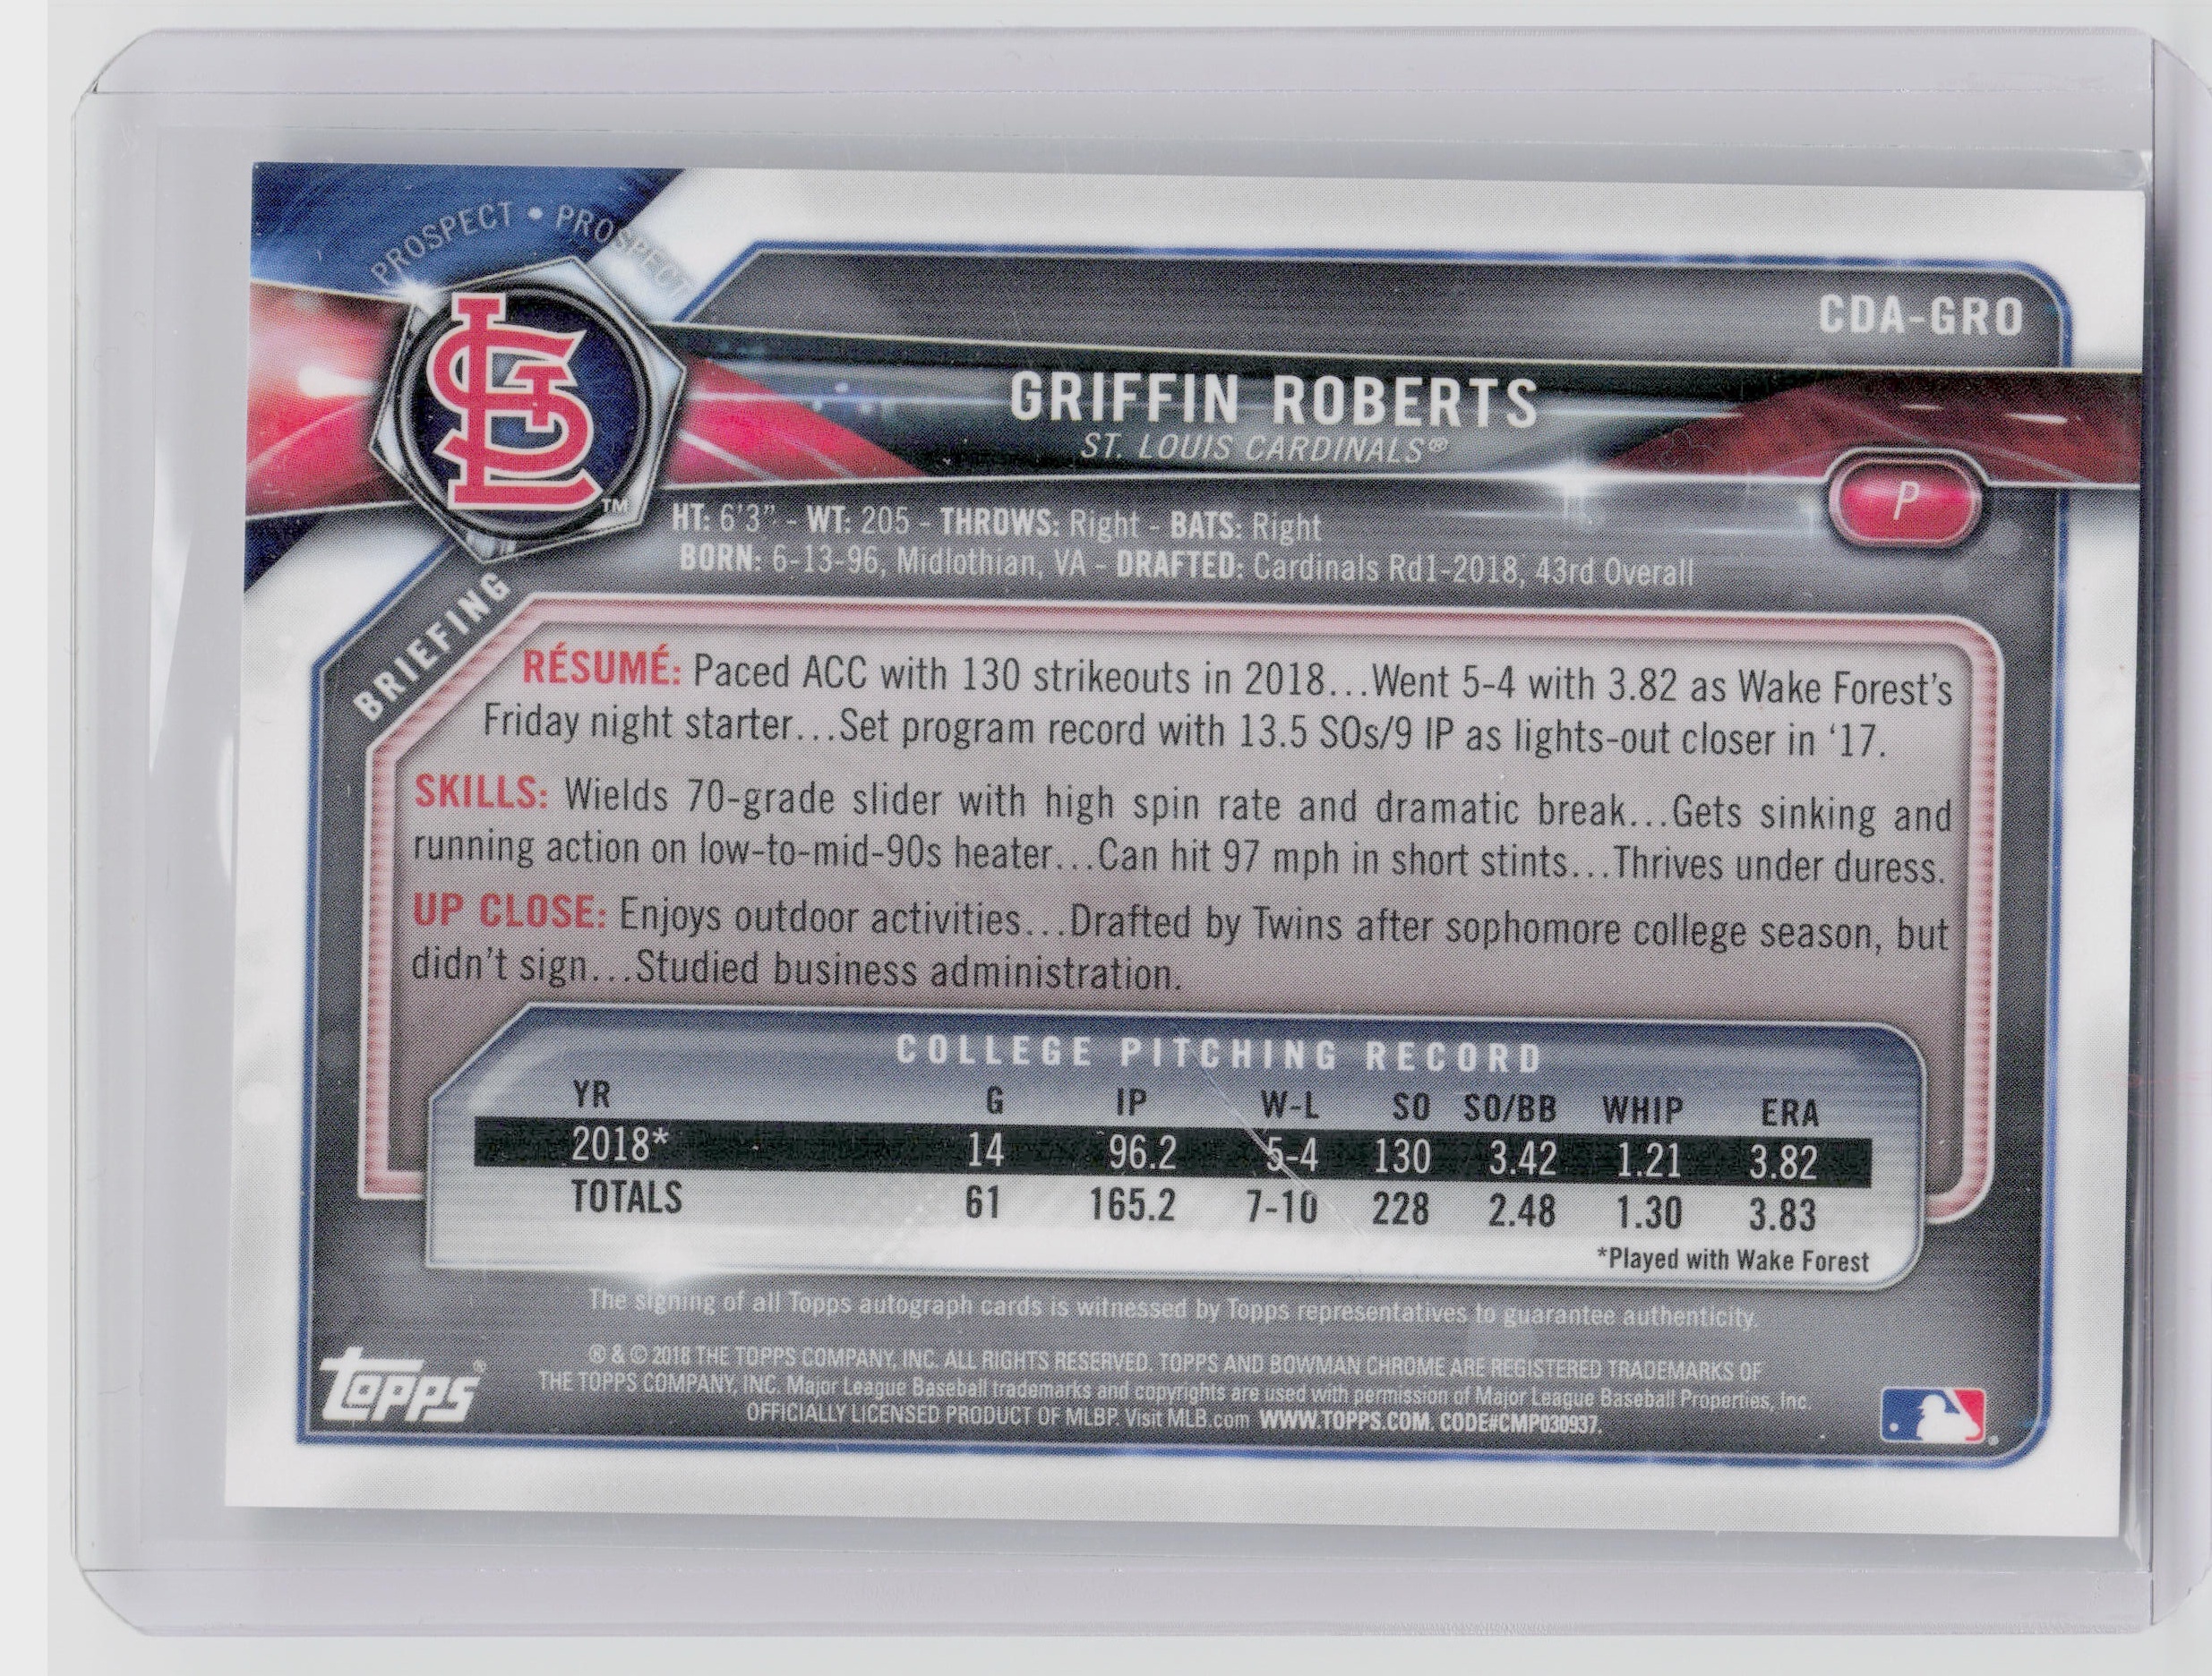 PROSPECT • PROSPECT
CDA-GRO
GRIFFIN ROBERTS
ST. LOUIS CARDINALS®
P
STL
TM
HT: 6'3" - WT: 205 - THROWS: Right - BATS: Right
BORN: 6-13-96, Midlothian, VA - DRAFTED: Cardinals Rd1-2018, 43rd Overall
BRIEFING
RÉSUMÉ: Paced ACC with 130 strikeouts in 2018...Went 5-4 with 3.82 as Wake Forest's
Friday night starter...Set program record with 13.5 SOs/9 IP as lights-out closer in '17.
SKILLS: Wields 70-grade slider with high spin rate and dramatic break...Gets sinking and
running action on low-to-mid-90s heater...Can hit 97 mph in short stints...Thrives under duress.
UP CLOSE: Enjoys outdoor activities...Drafted by Twins after sophomore college season, but
didn't sign...Studied business administration.
COLLEGE PITCHING RECORD
YR G IP W-L SO SO/BB WHIP ERA
2018* 14 96.2 5-4 130 3.42 1.21 3.82
TOTALS 61 165.2 7-10 228 2.48 1.30 3.83
*Played with Wake Forest
The signing of all Topps autograph cards is witnessed by Topps representatives to guarantee authenticity.
® & © 2018 THE TOPPS COMPANY, INC. ALL RIGHTS RESERVED. TOPPS AND BOWMAN CHROME ARE REGISTERED TRADEMARKS OF
THE TOPPS COMPANY, INC. Major League Baseball trademarks and copyrights are used with permission of Major League Baseball Properties, Inc.
OFFICIALLY LICENSED PRODUCT OF MLBP. Visit MLB.com WWW.TOPPS.COM. CODE#CMP030937.
topps®